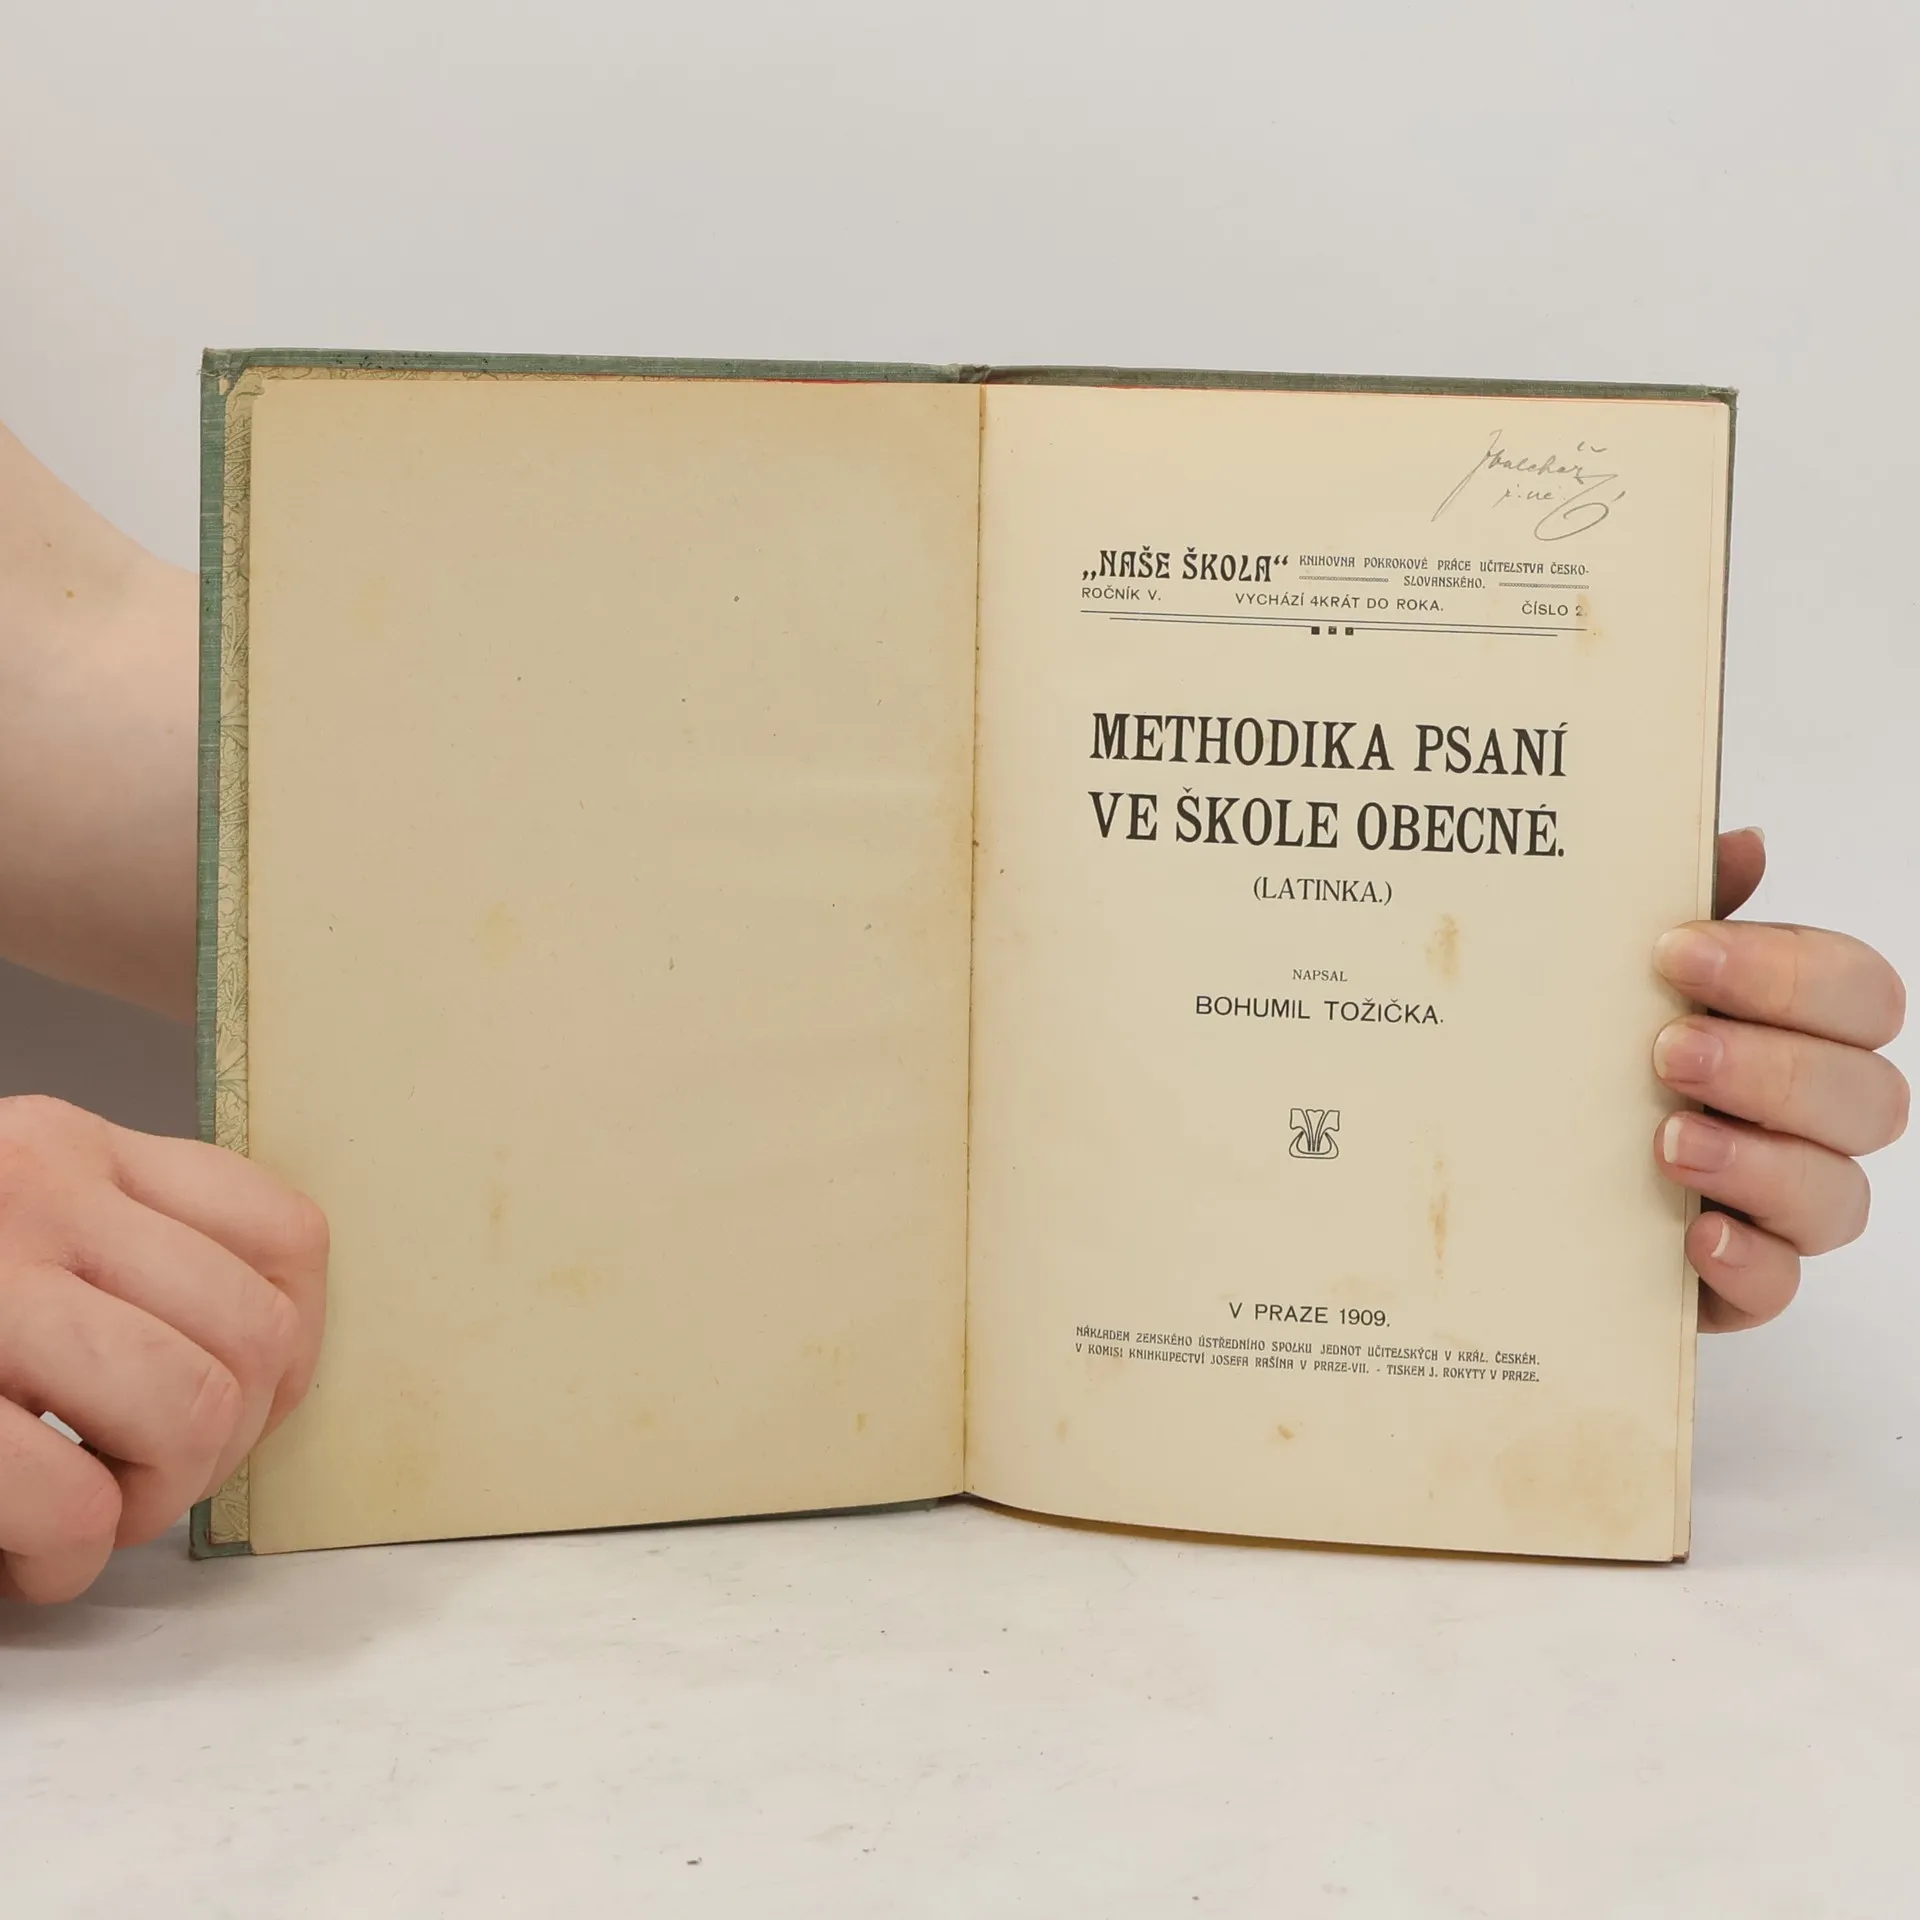 „NAŠE ŠKOLA“ KNIHOVNA POKROKOVÉ PRÁCE UČITELSTVA ČESKO-
SLOVANSKÉHO.
ROČNÍK V. VYCHÁZÍ 4KRÁT DO ROKA. ČÍSLO 2.
METHODIKA PSANÍ
VE ŠKOLE OBECNÉ.
(LATINKA.)
NAPSAL
BOHUMIL TOŽIČKA.
V PRAZE 1909.
NÁKLADEM ZEMSKÉHO ÚSTŘEDNÍHO SPOLKU JEDNOT UČITELSKÝCH V KRÁL. ČESKÉM.
V KOMISI KNIHKUPECTVÍ JOSEFA RAŠÍNA V PRAZE-VII. - TISKEM J. ROKYTY V PRAZE.